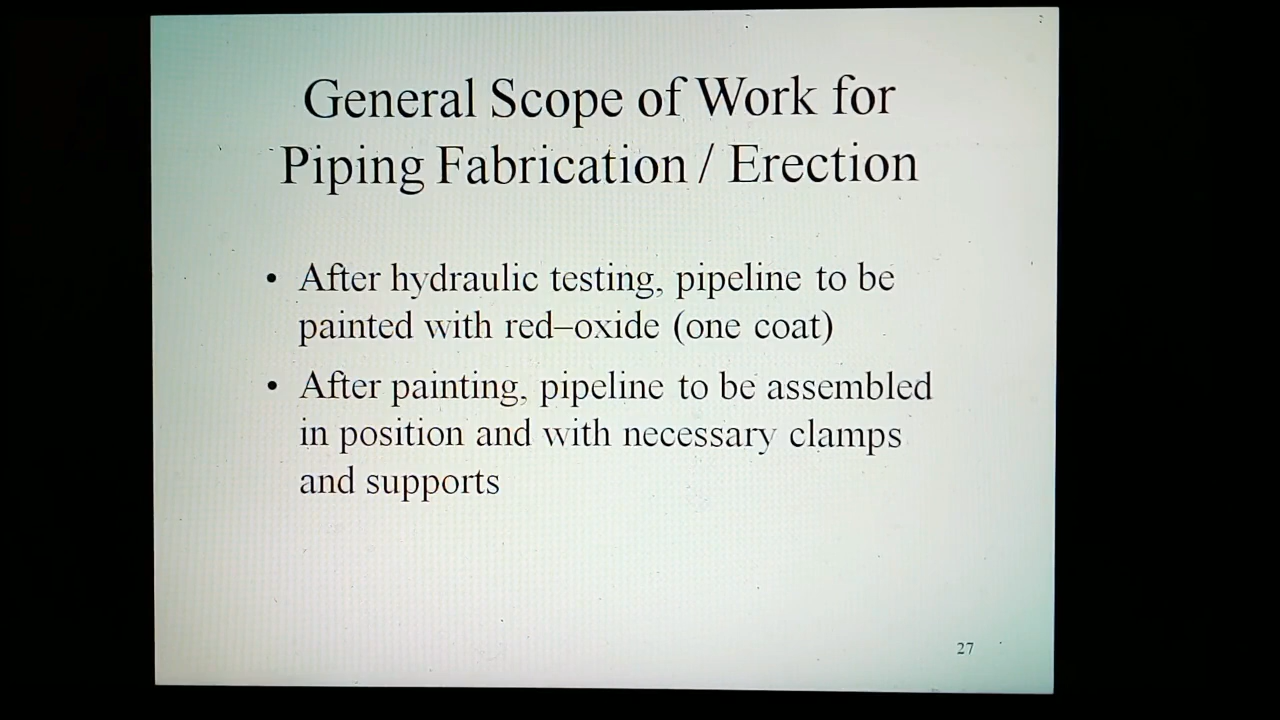 General Scope of Work for
Piping Fabrication / Erection
• After hydraulic testing, pipeline to be
painted with red–oxide (one coat)
• After painting, pipeline to be assembled
in position and with necessary clamps
and supports
27